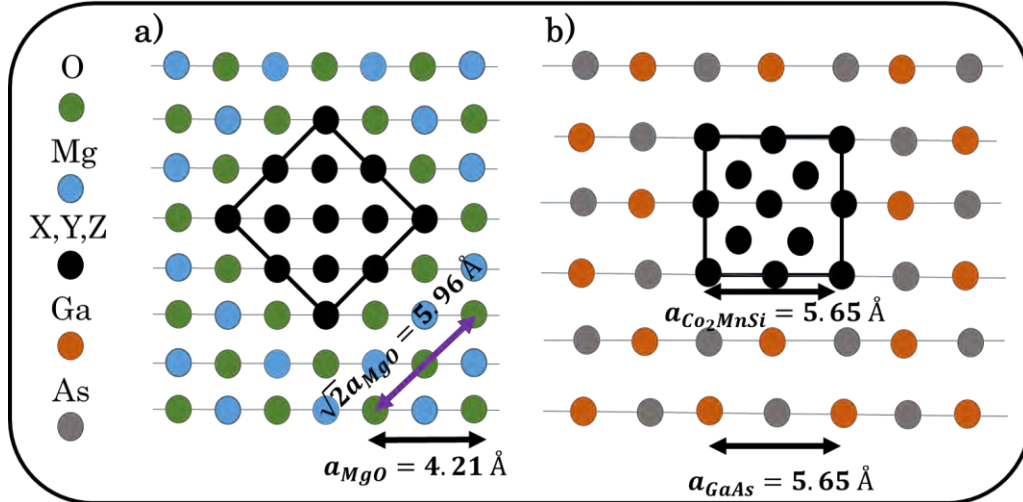 a)
b)
O
Mg
X,Y,Z
Ga
As
√2a_MgO = 5.96 Å
a_MgO = 4.21 Å
a_Co₂MnSi = 5.65 Å
a_GaAs = 5.65 Å